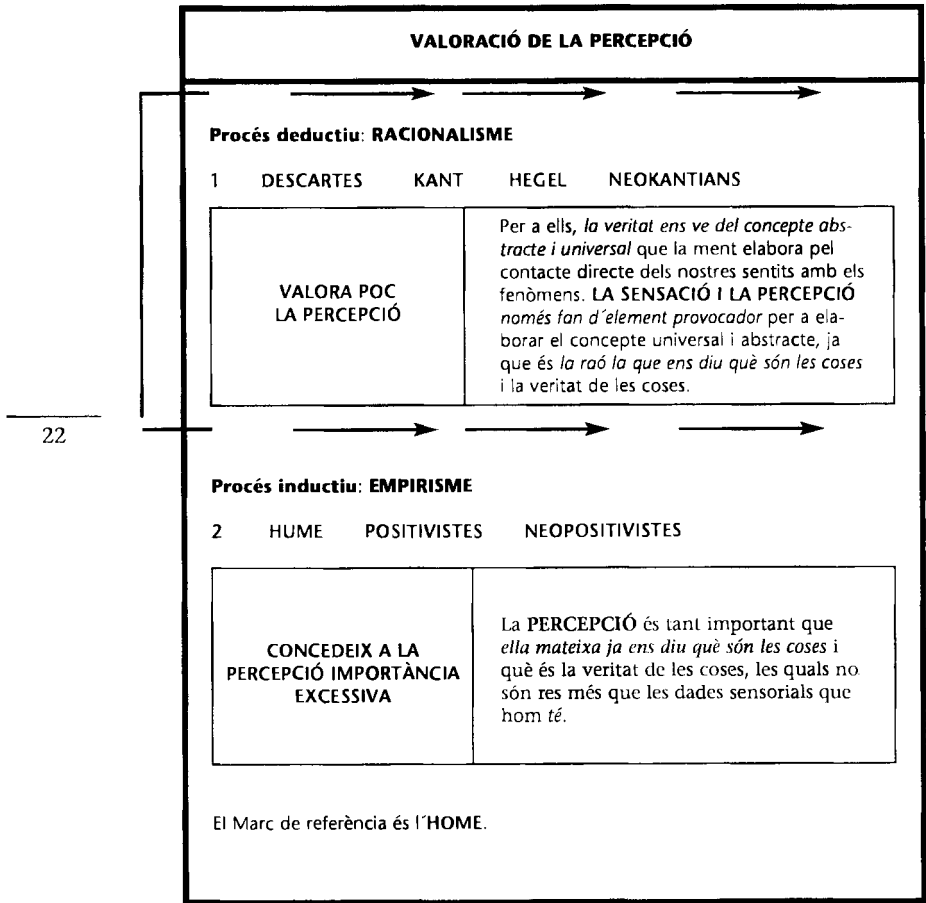 VALORACIÓ DE LA PERCEPCIÓ
Procés deductiu: RACIONALISME
1 DESCARTES KANT HEGEL NEOKANTIANS
VALORA POC
LA PERCEPCIÓ
Per a ells, la veritat ens ve del concepte abs-
tracte i universal que la ment elabora pel
contacte directe dels nostres sentits amb els
fenòmens. LA SENSACIÓ I LA PERCEPCIÓ
només fan d´element provocador per a ela-
borar el concepte universal i abstracte, ja
que és la raó la que ens diu què són les coses
i la veritat de les coses.
22
Procés inductiu: EMPIRISME
2 HUME POSITIVISTES NEOPOSITIVISTES
CONCEDEIX A LA
PERCEPCIÓ IMPORTÀNCIA
EXCESSIVA
La PERCEPCIÓ és tant important que
ella mateixa ja ens diu què són les coses i
què és la veritat de les coses, les quals no
són res més que les dades sensorials que
hom té.
El Marc de referència és l´HOME.